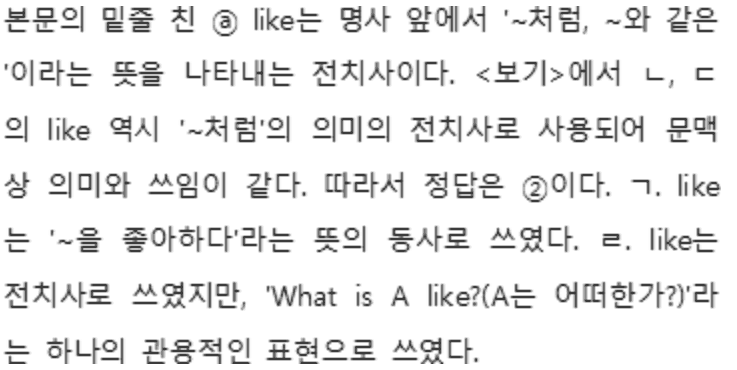 본문의 밑줄 친 ⓐ like는 명사 앞에서 '~처럼, ~와 같은
'이라는 뜻을 나타내는 전치사이다. <보기>에서 ㄴ, ㄷ
의 like 역시 '~처럼'의 의미의 전치사로 사용되어 문맥
상 의미와 쓰임이 같다. 따라서 정답은 ②이다. ㄱ. like
는 '~을 좋아하다'라는 뜻의 동사로 쓰였다. ㄹ. like는
전치사로 쓰였지만, 'What is A like?(A는 어떠한가?)'라
는 하나의 관용적인 표현으로 쓰였다.